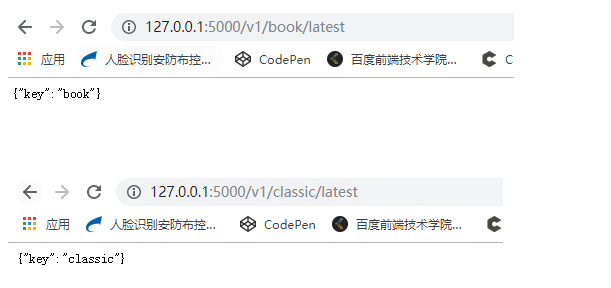 127.0.0.1:5000/v1/book/latest
应用 人脸识别安防布控... CodePen 百度前端技术学院... C
{"key":"book"}
127.0.0.1:5000/v1/classic/latest
应用 人脸识别安防布控... CodePen 百度前端技术学院...
{"key":"classic"}